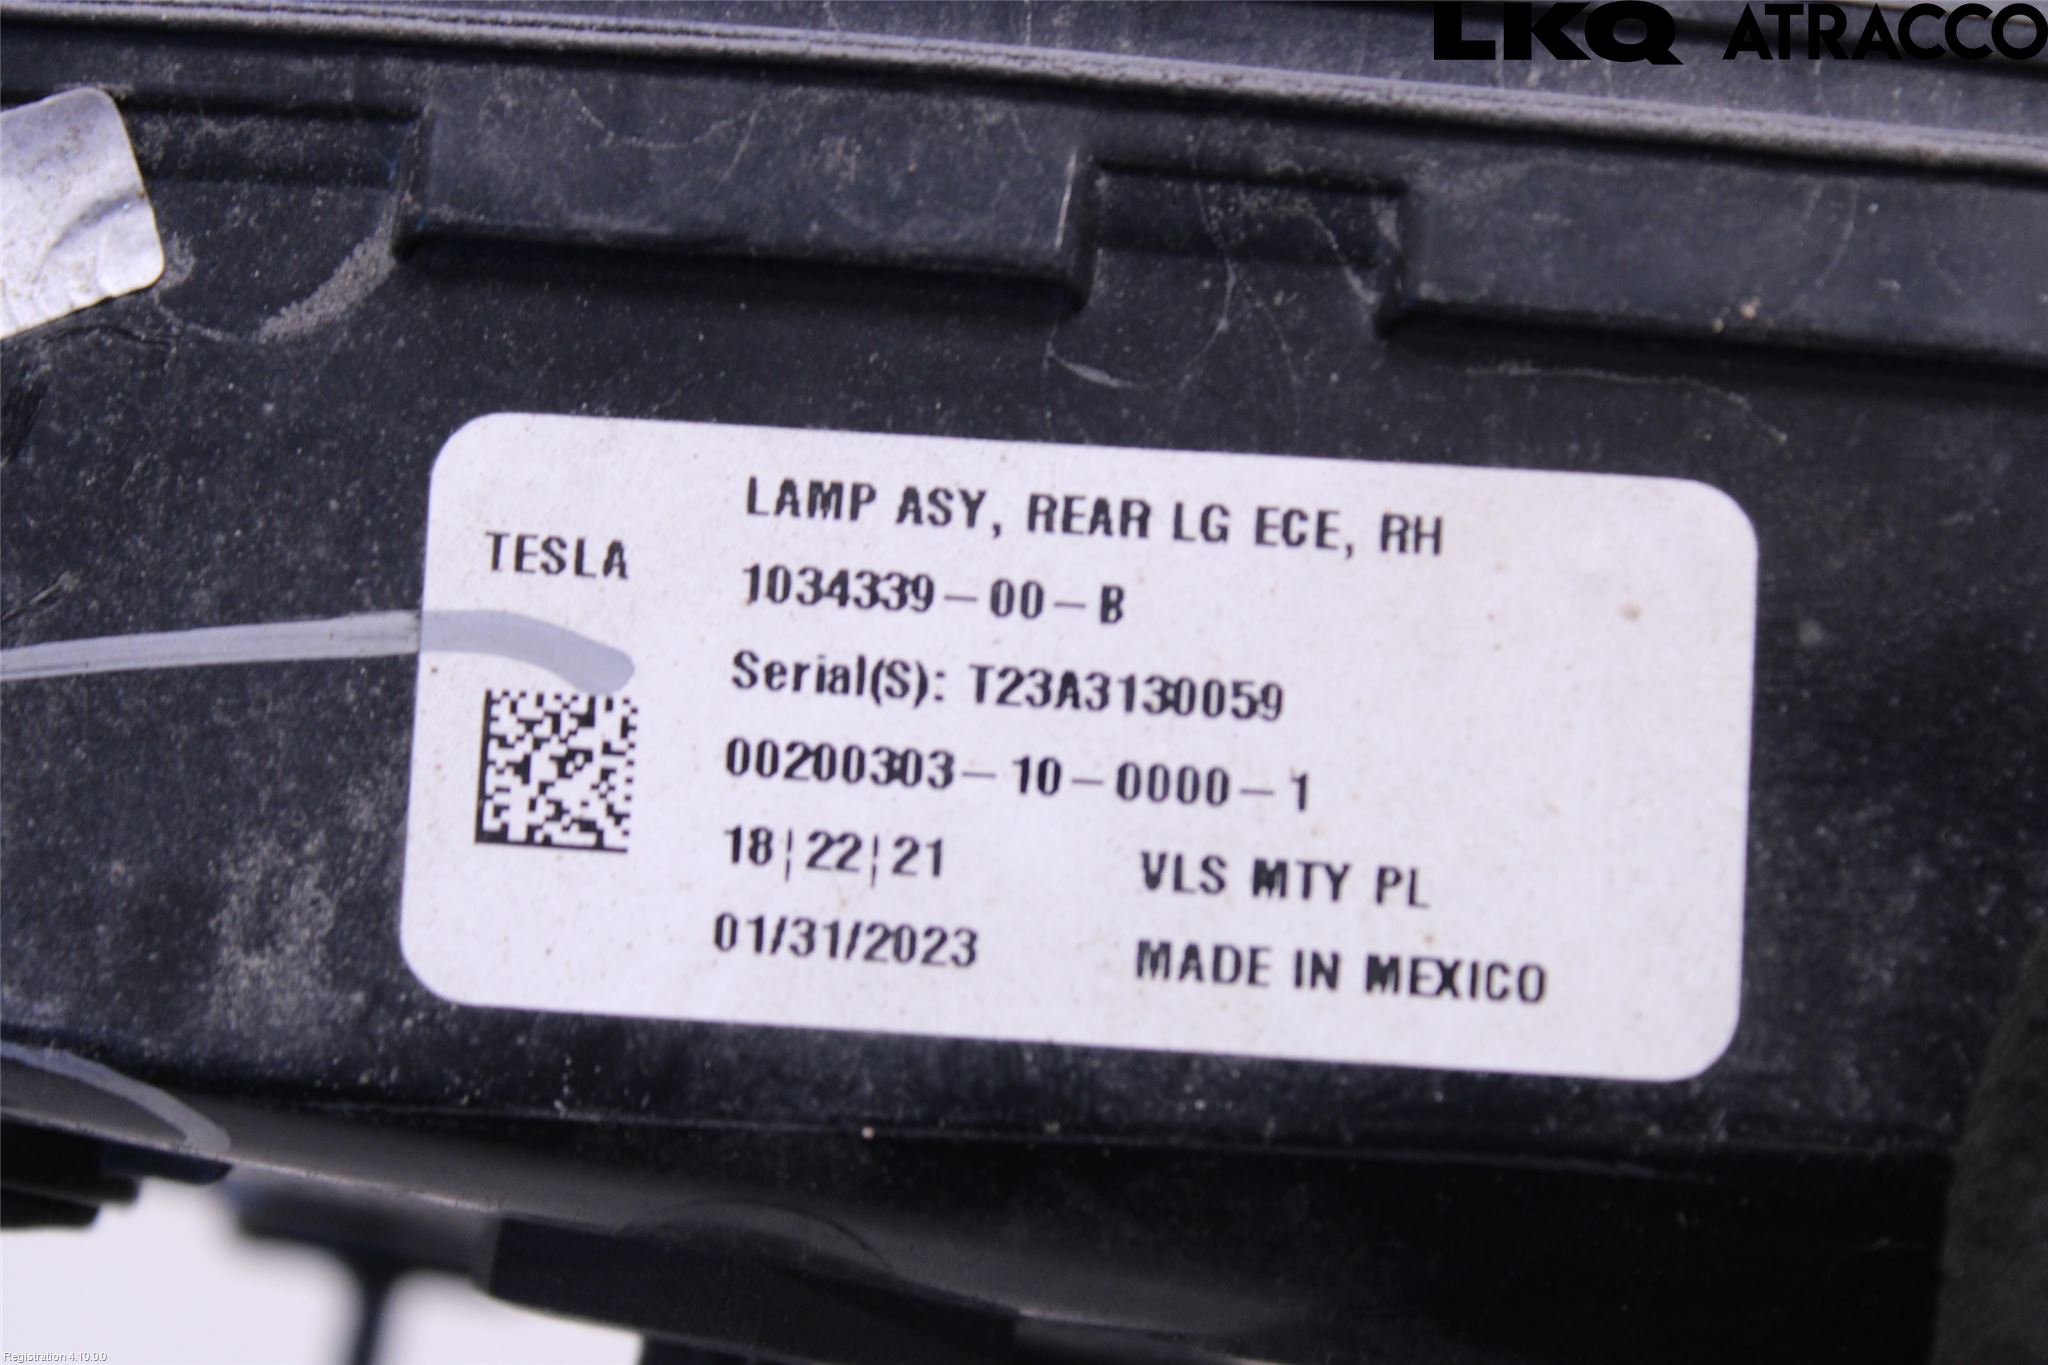 LKQ ATRACCO
LAMP ASY, REAR LG ECE, RH
TESLA
1034339-00-B
Serial(S): T23A3130059
00200303-10-0000-1
18|22|21 VLS MTY PL
01/31/2023 MADE IN MEXICO
Registration 4.10.0.0